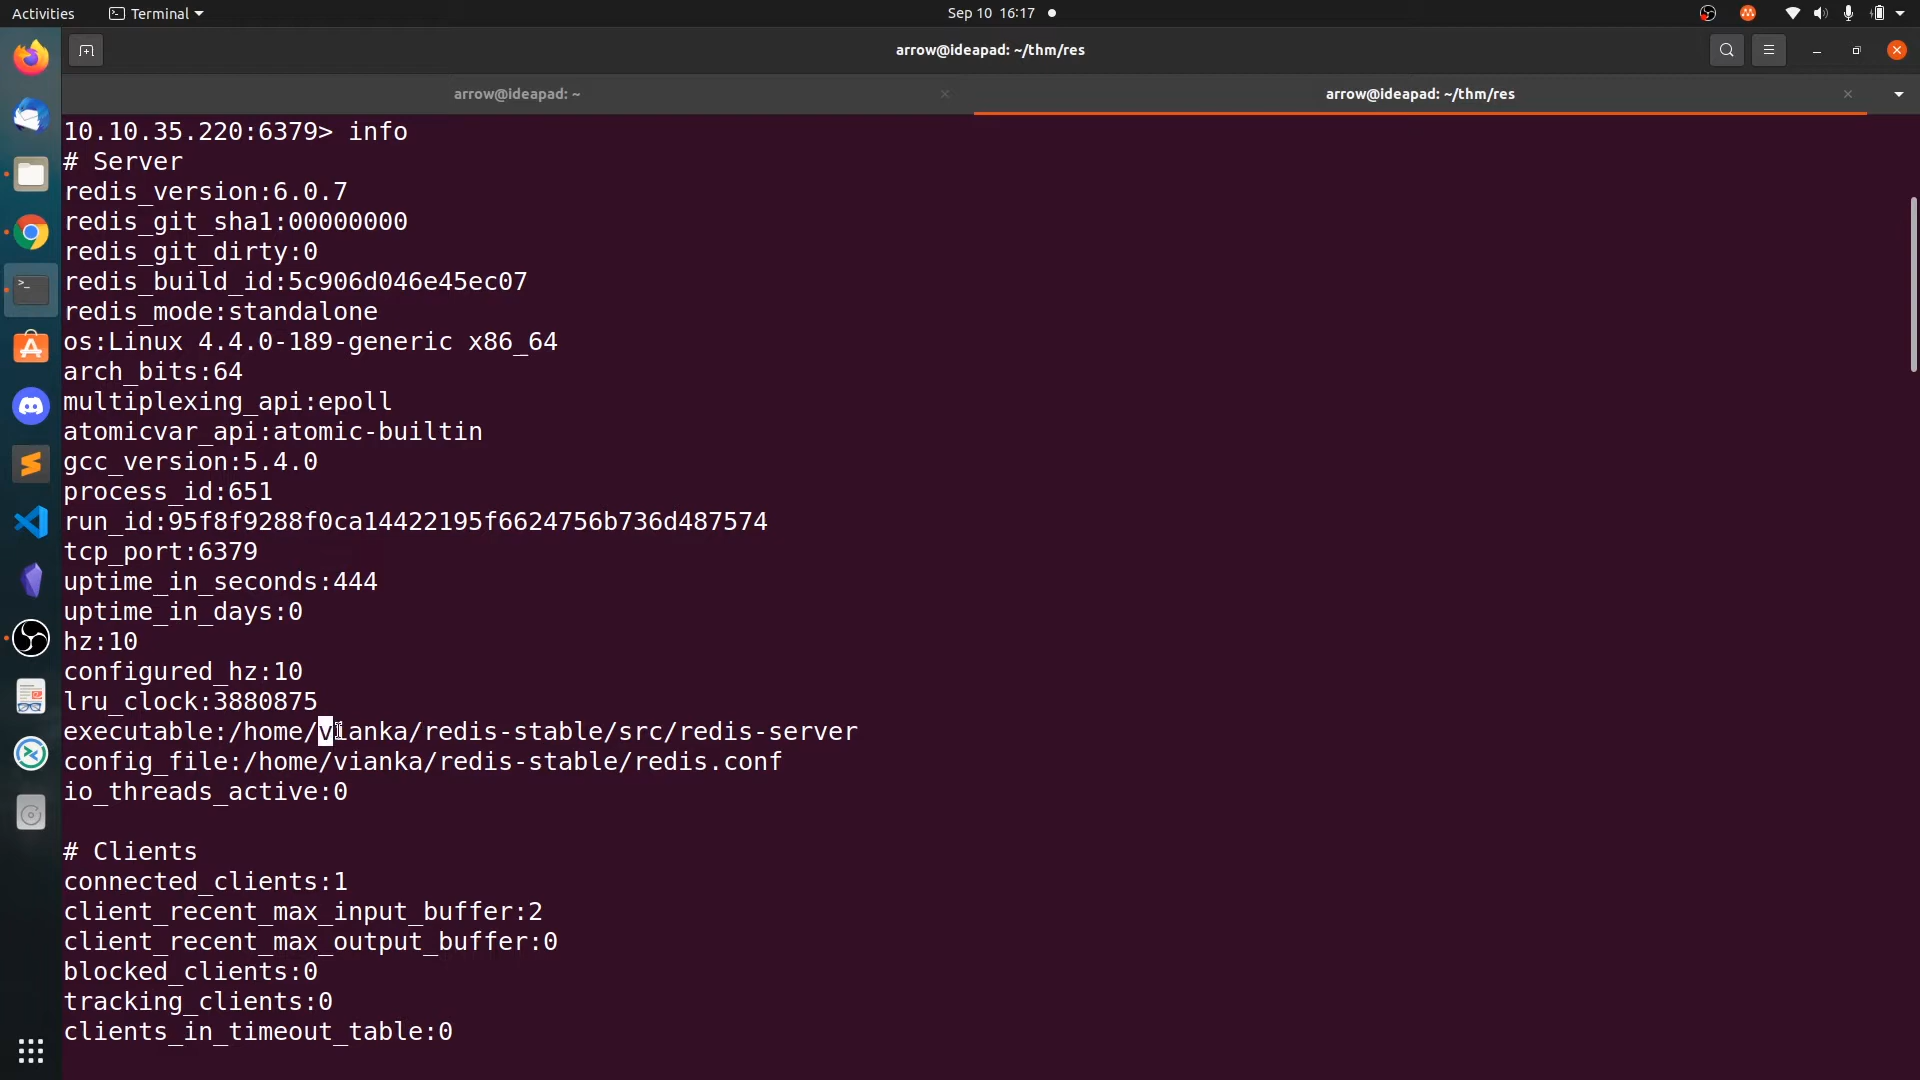 Activities
Terminal
Sep 10 16:17
arrow@ideapad: ~/thm/res
arrow@ideapad: ~
arrow@ideapad: ~/thm/res
10.10.35.220:6379> info
# Server
redis_version:6.0.7
redis_git_sha1:00000000
redis_git_dirty:0
redis_build_id:5c906d046e45ec07
redis_mode:standalone
os:Linux 4.4.0-189-generic x86_64
arch_bits:64
multiplexing_api:epoll
atomicvar_api:atomic-builtin
gcc_version:5.4.0
process_id:651
run_id:95f8f9288f0ca14422195f6624756b736d487574
tcp_port:6379
uptime_in_seconds:444
uptime_in_days:0
hz:10
configured_hz:10
lru_clock:3880875
executable:/home/vianka/redis-stable/src/redis-server
config_file:/home/vianka/redis-stable/redis.conf
io_threads_active:0
# Clients
connected_clients:1
client_recent_max_input_buffer:2
client_recent_max_output_buffer:0
blocked_clients:0
tracking_clients:0
clients_in_timeout_table:0